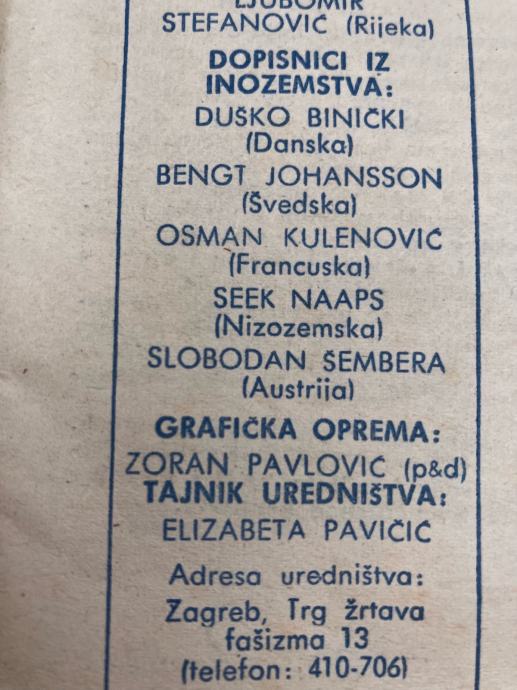 LJUBOMIR
STEFANOVIĆ (Rijeka)
DOPISNICI IZ
INOZEMSTVA:
DUŠKO BINIČKI
(Danska)
BENGT JOHANSSON
(Švedska)
OSMAN KULENOVIĆ
(Francuska)
SEEK NAAPS
(Nizozemska)
SLOBODAN ŠEMBERA
(Austrija)
GRAFIČKA OPREMA:
ZORAN PAVLOVIĆ (p&d)
TAJNIK UREDNIŠTVA:
ELIZABETA PAVIČIĆ
Adresa uredništva:
Zagreb, Trg žrtava
fašizma 13
(telefon: 410-706)